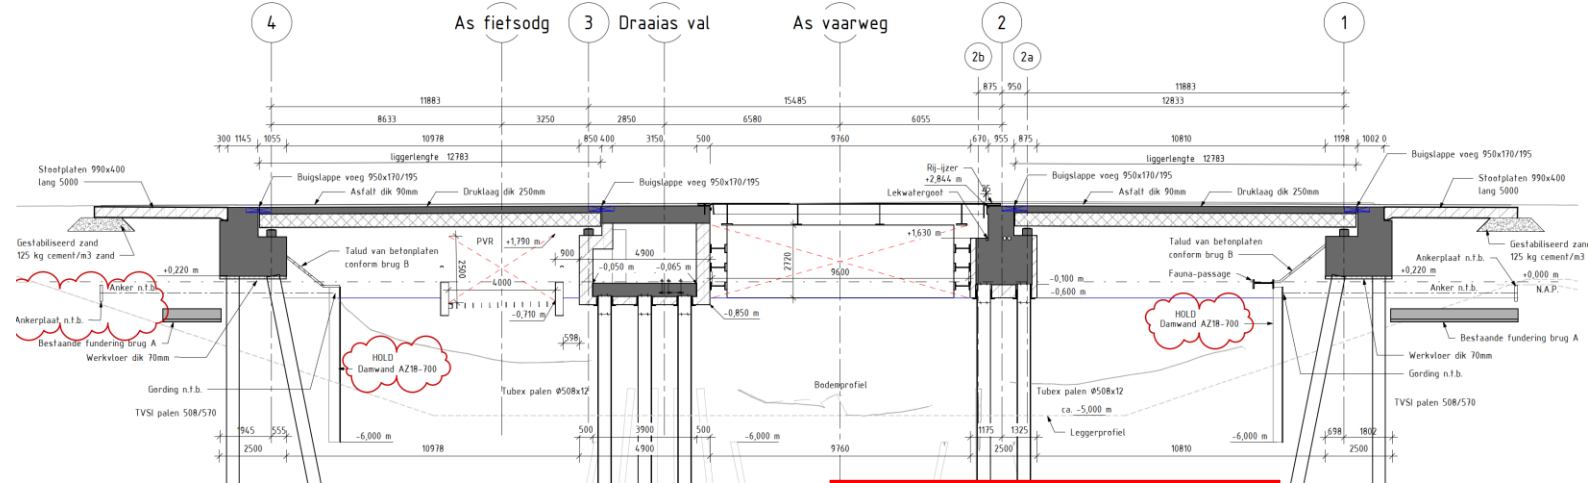 4
As fietsodg
3
Draaias val
As vaarweg
2
1
2b
2a
875
950
11883
11883
15485
12833
8633
3250
2850
6580
6055
300
1145
1055
10978
850
400
3150
500
9760
670
955
875
10810
1198
1002
0
liggerlengte 12783
liggerlengte 12783
Stootplaten 990x400
lang 5000
Buigslappe voeg 950x170/195
Asfalt dik 90mm
Druklaag dik 250mm
Buigslappe voeg 950x170/195
Rij-ijzer
+2,844 m
Lekwatergoot
Buigslappe voeg 950x170/195
Asfalt dik 90mm
Druklaag dik 250mm
Buigslappe voeg 950x170/195
Stootplaten 990x400
lang 5000
Gestabiliseerd zand
125 kg cement/m3 zand
Talud van betonplaten
conform brug B
PVR
+1,790 m
2500
4000
-0,710 m
900
4900
-0,050 m
-0,065 m
2720
9600
+1,630 m
-0,100 m
-0,600 m
-0,850 m
598
Talud van betonplaten
conform brug B
Fauna-passage
Gestabiliseerd zand
125 kg cement/m3
+0,220 m
Anker n.t.b.
Ankerplaat n.t.b.
Bestaande fundering brug A
Werkvloer dik 70mm
HOLD
Damwand AZ18-700
Gording n.t.b.
TVSI palen 508/570
Tubex palen Ø508x12
Bodemprofiel
Tubex palen Ø508x12
ca. -5,000 m
Leggerprofiel
HOLD
Damwand AZ18-700
+0,220 m
Ankerplaat n.t.b.
Anker n.t.b.
+0,000 m
N.A.P.
Bestaande fundering brug A
Werkvloer dik 70mm
Gording n.t.b.
TVSI palen 508/570
1945
555
-6,000 m
500
3900
500
-6,000 m
1175
1325
-6,000 m
698
1802
2500
10978
4900
9760
2500
10810
2500